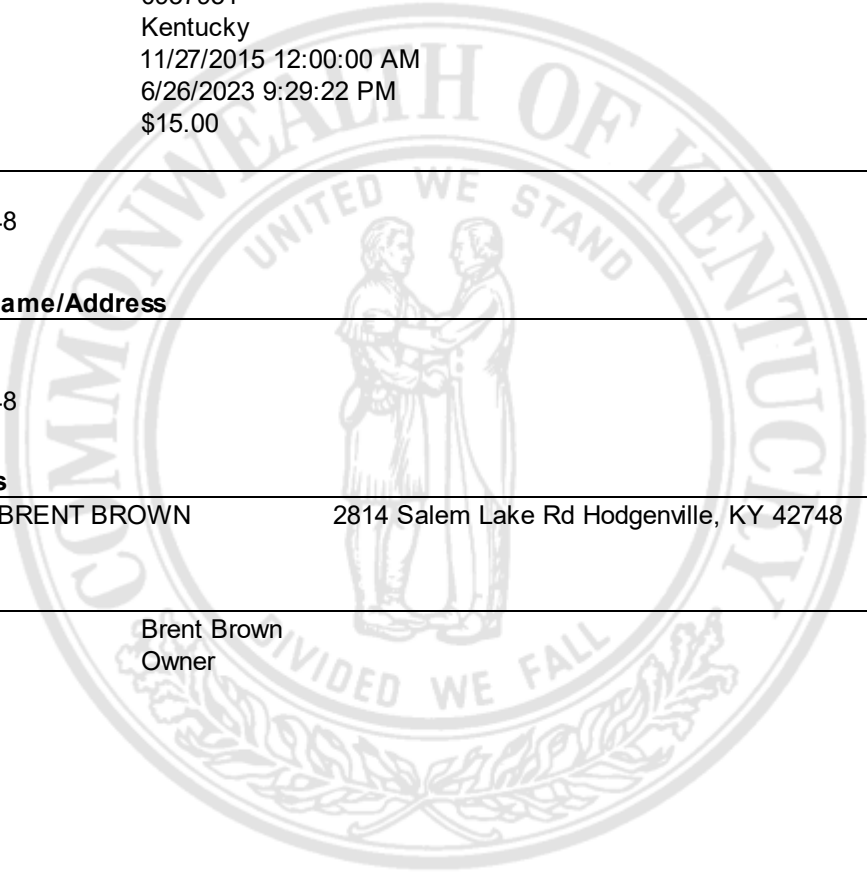 Kentucky
11/27/2015 12:00:00 AM
6/26/2023 9:29:22 PM
$15.00
ame/Address
s
BRENT BROWN 2814 Salem Lake Rd Hodgenville, KY 42748
Brent Brown
Owner
COMMONWEALTH OF KENTUCKY
UNITED WE STAND
DIVIDED WE FALL